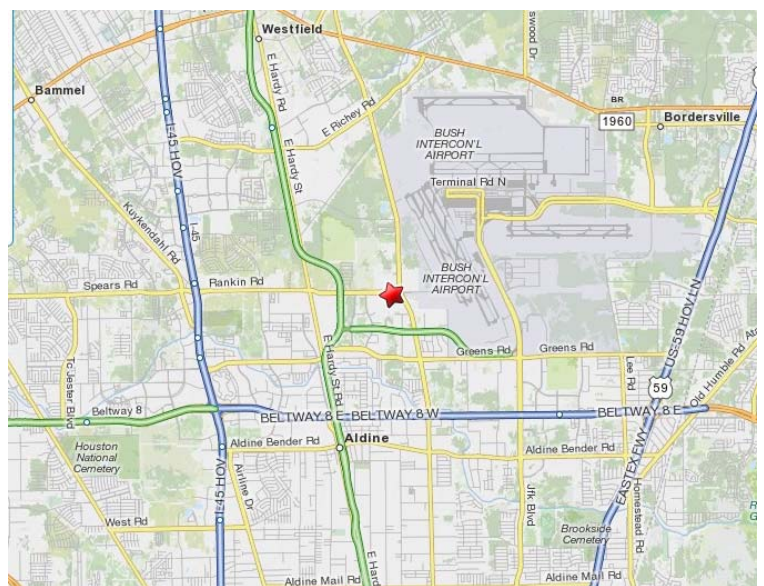 Westfield
swood Dr
Bammel
E Hardy Rd
E Richey Rd
BR
1960
Bordersville
BUSH
INTERCON'L
AIRPORT
E Hardy St
I-45 HOV
Terminal Rd N
Kuykendahl Rd
I-45
BUSH
INTERCON'L
AIRPORT
Spears Rd
Rankin Rd
US-59 HOV LN
Tc Jester Blvd
E Hardy St Rd
Greens Rd
Greens Rd
Lee Rd
Old Humble Rd
59
Beltway 8
BELTWAY 8 E
BELTWAY 8 W
BELTWAY 8 E
Aldine Bender Rd
Aldine
Aldine Bender Rd
Houston
National
Cemetery
I-45 HOV
Airline Dr
EASTEX FWY
Homestead Rd
Jfk Blvd
West Rd
Brookside
Cemetery
Aldine Mail Rd
E H
Aldine Mail Rd